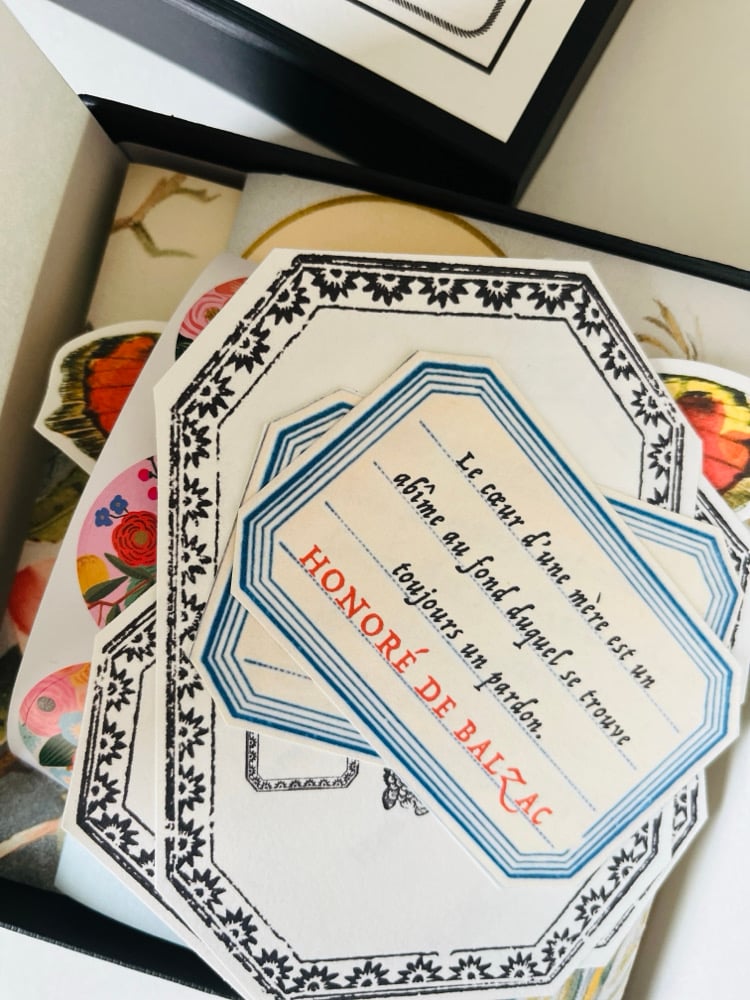 Le cœur d'une mère est un
abîme au fond duquel se trouve
toujours un pardon.
HONORÉ DE BALZAC